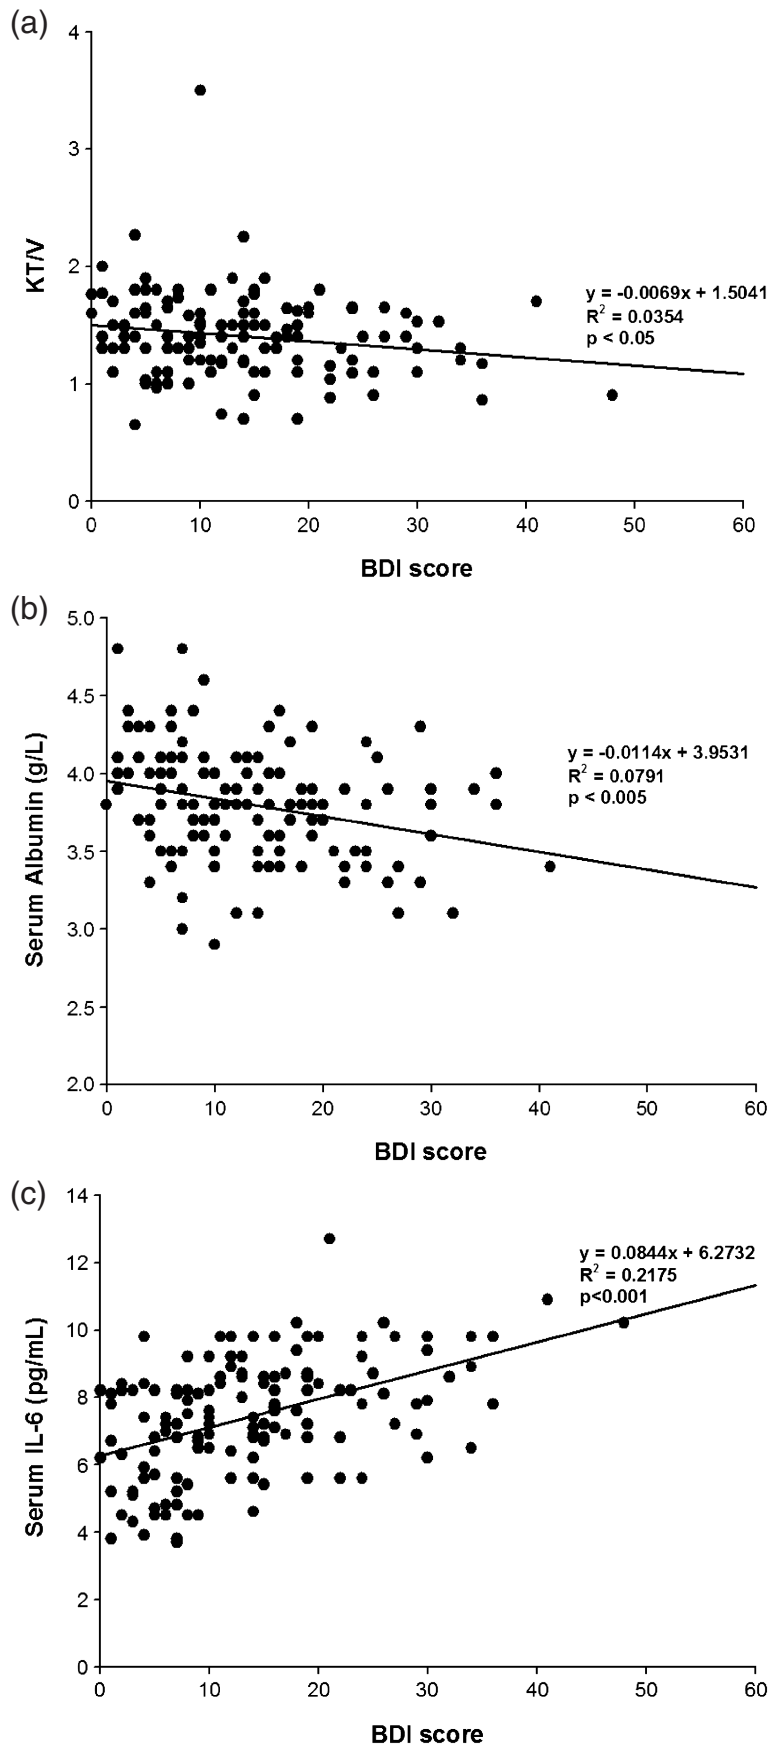 (a)
4
3
2
1
0
KT/V
y = -0.0069x + 1.5041
R² = 0.0354
p < 0.05
0 10 20 30 40 50 60
BDI score
(b)
5.0
4.5
4.0
3.5
3.0
2.5
2.0
Serum Albumin (g/L)
y = -0.0114x + 3.9531
R² = 0.0791
p < 0.005
0 10 20 30 40 50 60
BDI score
(c)
14
12
10
8
6
4
2
0
Serum IL-6 (pg/mL)
y = 0.0844x + 6.2732
R² = 0.2175
p<0.001
0 10 20 30 40 50 60
BDI score